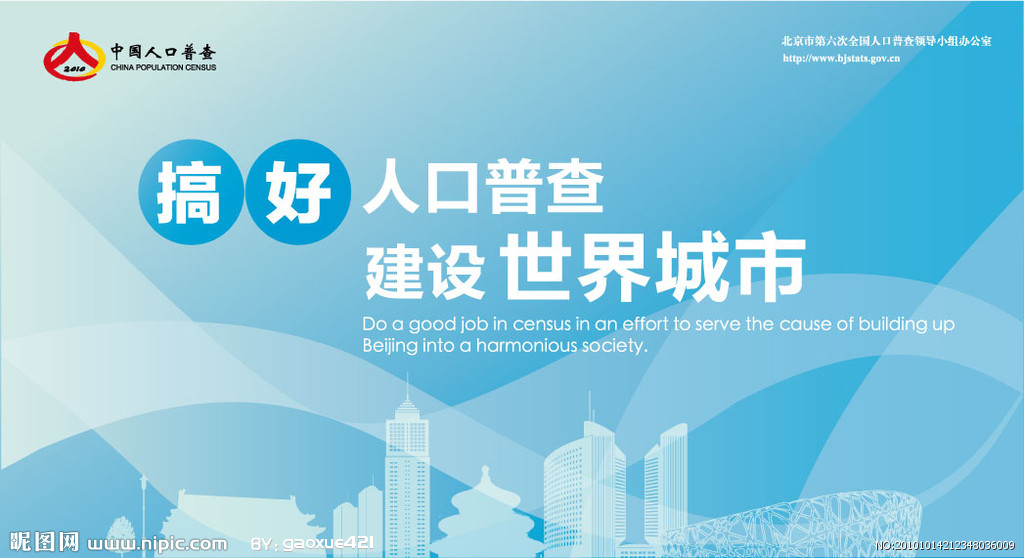 中国人口普查
2010
CHINA POPULATION CENSUS
北京市第六次全国人口普查领导小组办公室
http://www.bjstats.gov.cn
搞好 人口普查
建设 世界城市
Do a good job in census in an effort to serve the cause of building up
Beijing into a harmonious society.
昵图网 www.nipic.com BY: gaoxue421
NO:20101014212348036009